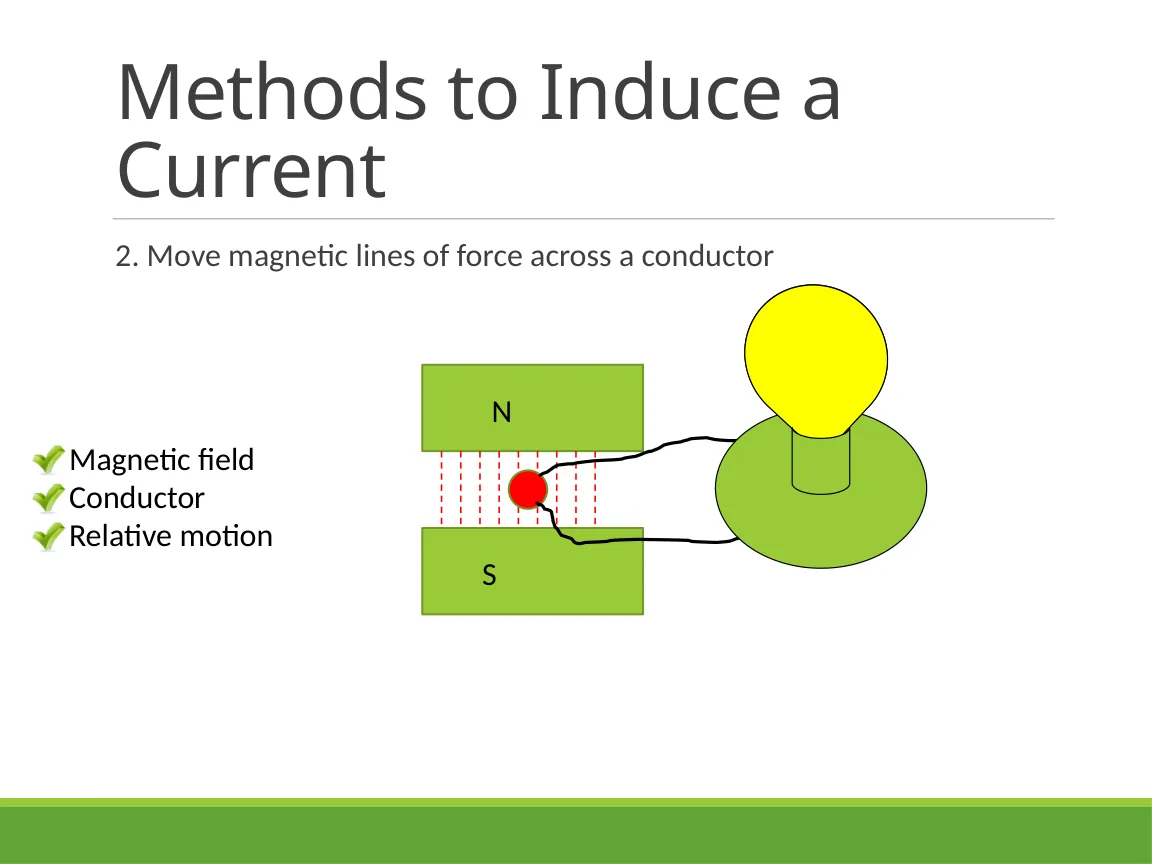 Methods to Induce a
Current
2. Move magnetic lines of force across a conductor
N
Magnetic field
Conductor
Relative motion
S